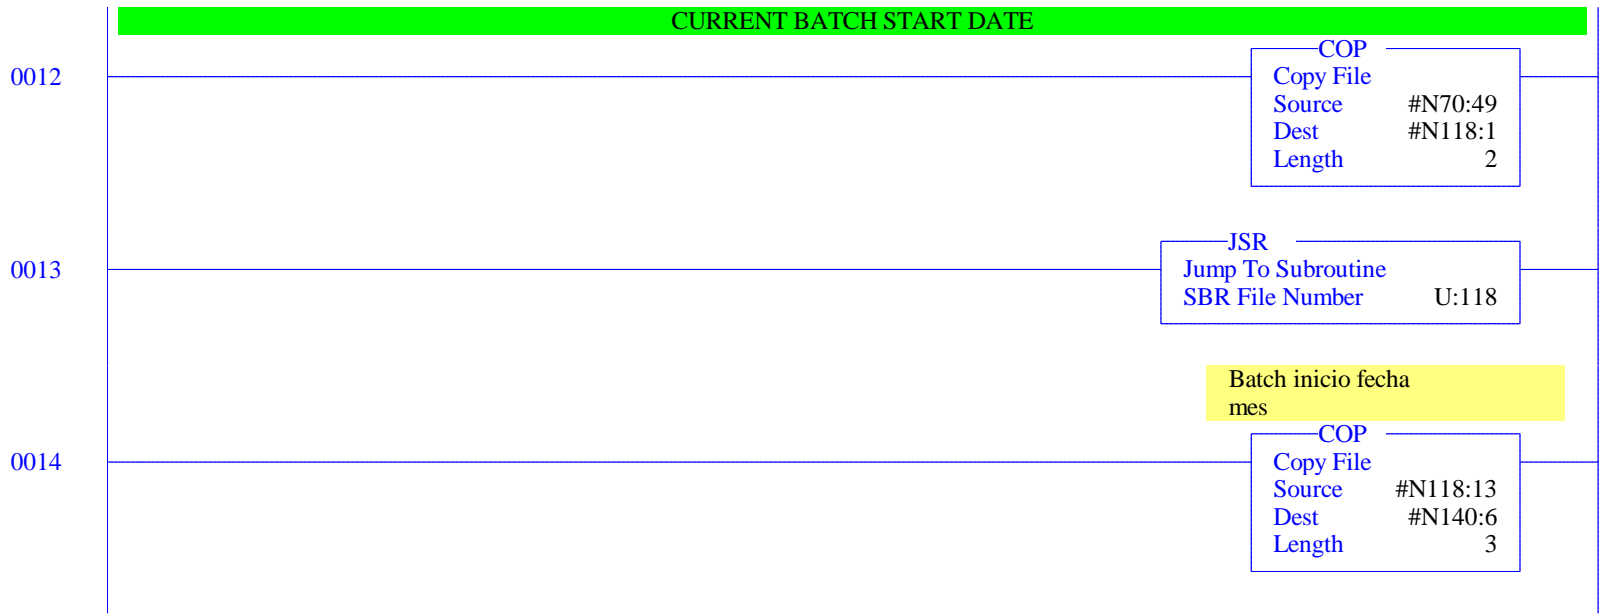 CURRENT BATCH START DATE
COP
0012
Copy File
Source #N70:49
Dest #N118:1
Length 2
JSR
0013
Jump To Subroutine
SBR File Number U:118
Batch inicio fecha
mes
COP
0014
Copy File
Source #N118:13
Dest #N140:6
Length 3